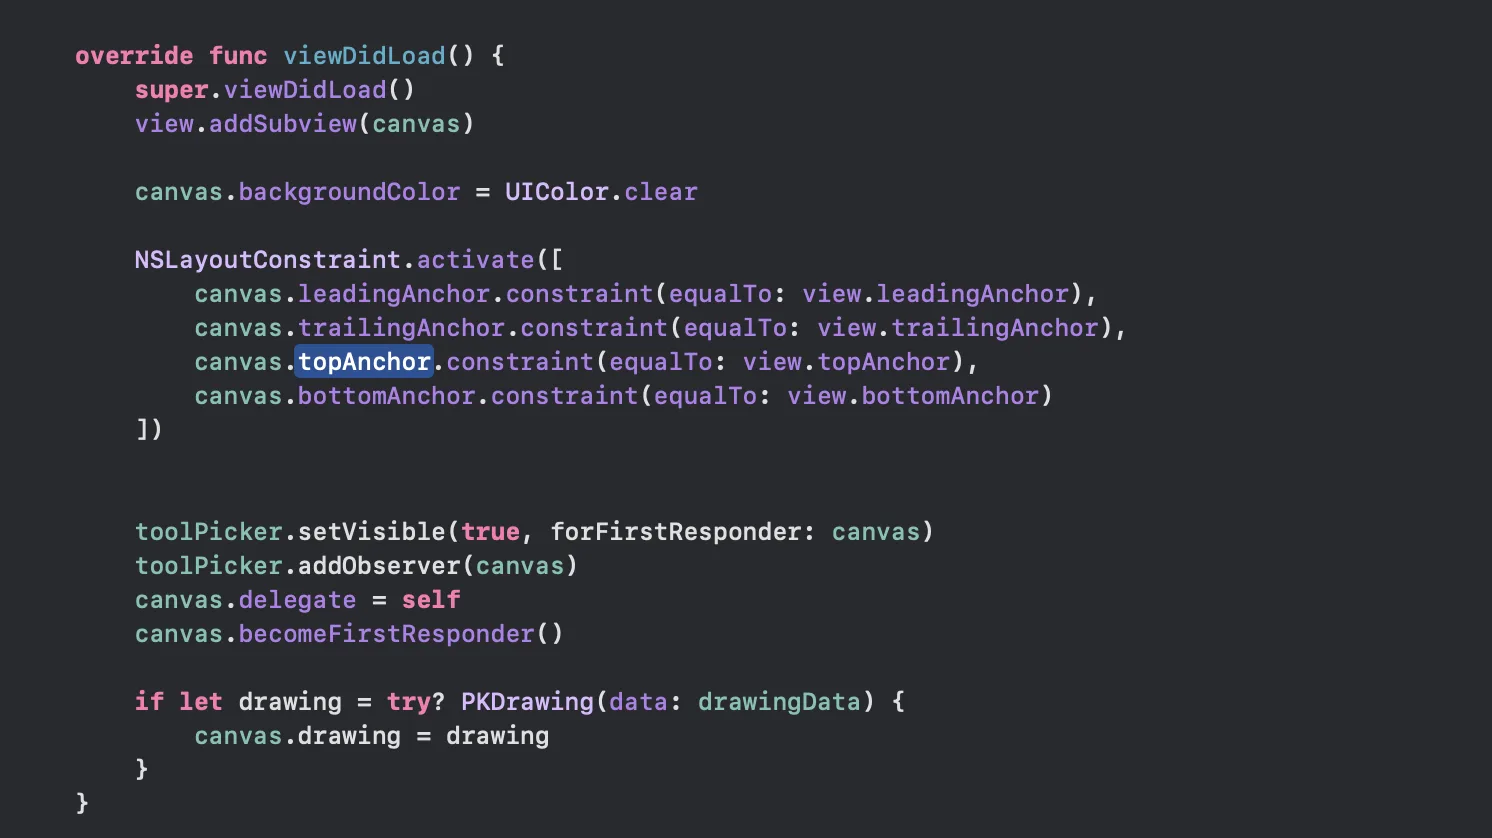 override func viewDidLoad() {
super.viewDidLoad()
view.addSubview(canvas)
canvas.backgroundColor = UIColor.clear
NSLayoutConstraint.activate([
canvas.leadingAnchor.constraint(equalTo: view.leadingAnchor),
canvas.trailingAnchor.constraint(equalTo: view.trailingAnchor),
canvas.topAnchor.constraint(equalTo: view.topAnchor),
canvas.bottomAnchor.constraint(equalTo: view.bottomAnchor)
])
toolPicker.setVisible(true, forFirstResponder: canvas)
toolPicker.addObserver(canvas)
canvas.delegate = self
canvas.becomeFirstResponder()
if let drawing = try? PKDrawing(data: drawingData) {
canvas.drawing = drawing
}
}